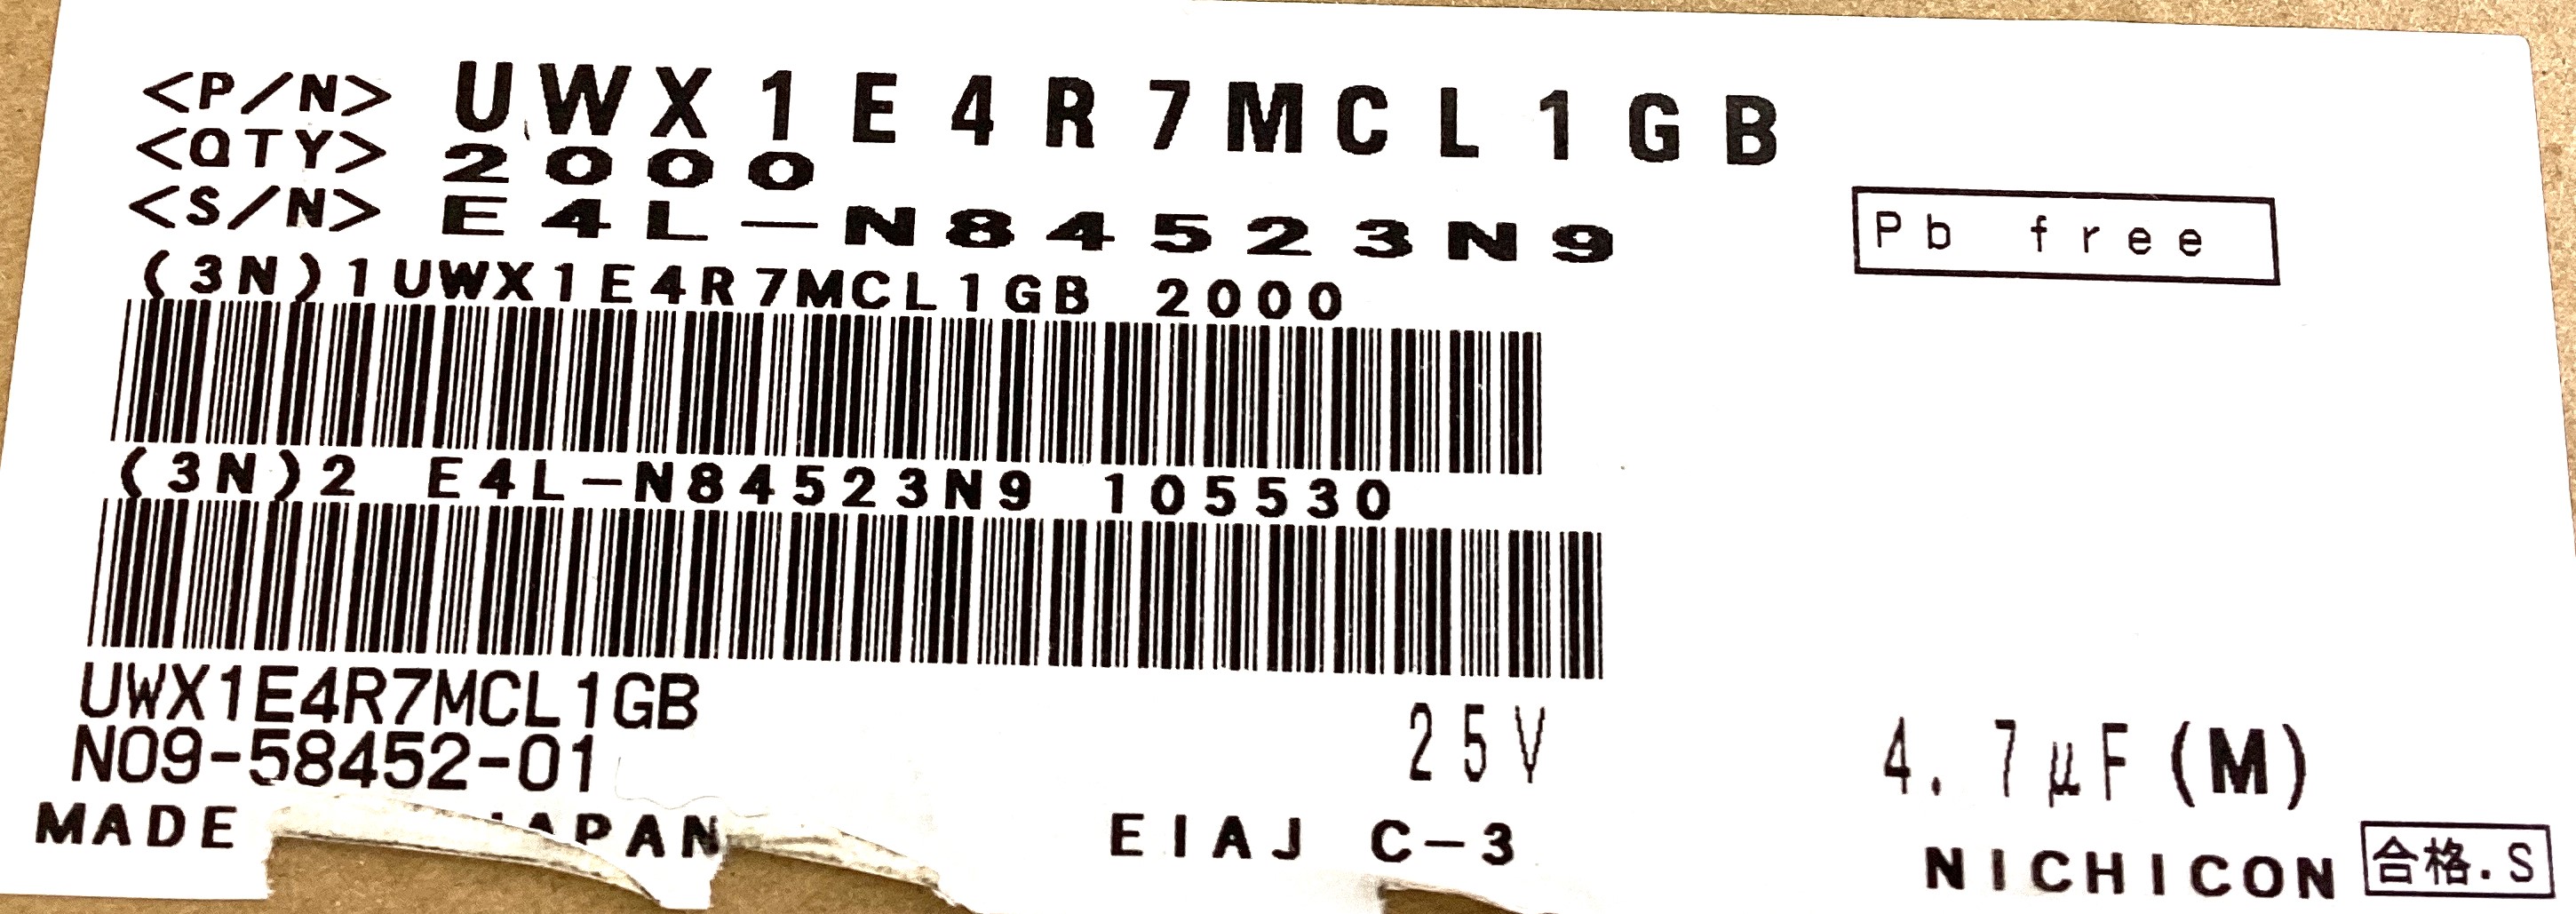 <P/N> UWX1E4R7MCL1GB
<QTY> 2000
<S/N> E4L-N84523N9
Pb free
(3N)1UWX1E4R7MCL1GB 2000
(3N)2 E4L-N84523N9 105530
UWX1E4R7MCL1GB
N09-58452-01
25V 4.7μF(M)
MADE JAPAN EIAJ C-3 NICHICON 合格.S